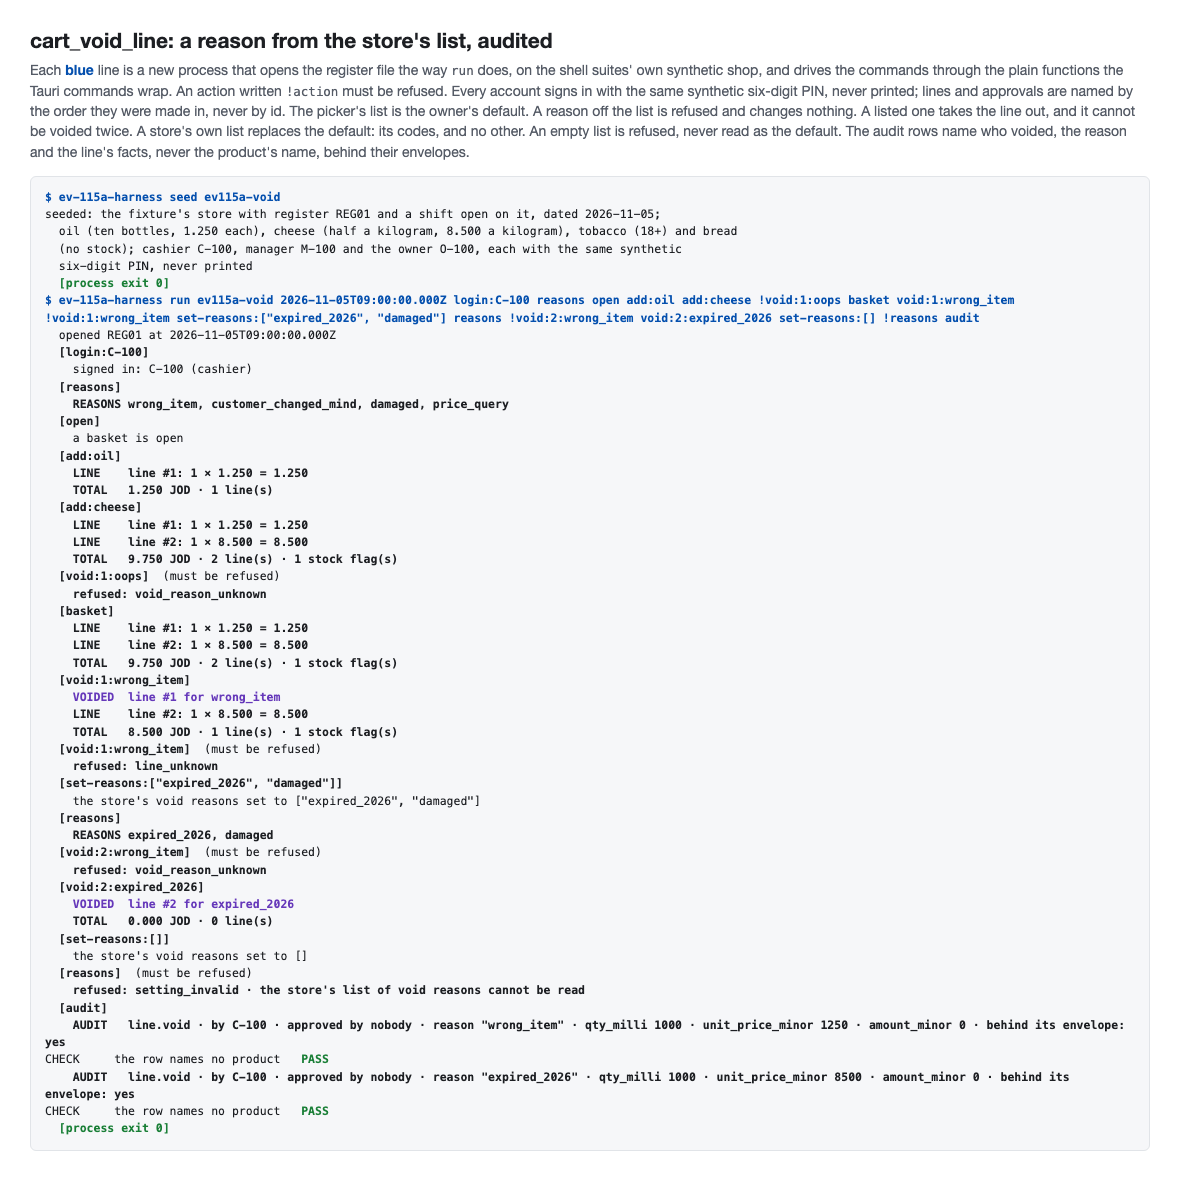 cart_void_line: a reason from the store's list, audited
Each blue line is a new process that opens the register file the way run does, on the shell suites' own synthetic shop, and drives the commands through the plain functions the
Tauri commands wrap. An action written !action must be refused. Every account signs in with the same synthetic six-digit PIN, never printed; lines and approvals are named by
the order they were made in, never by id. The picker's list is the owner's default. A reason off the list is refused and changes nothing. A listed one takes the line out, and it cannot
be voided twice. A store's own list replaces the default: its codes, and no other. An empty list is refused, never read as the default. The audit rows name who voided, the reason
and the line's facts, never the product's name, behind their envelopes.
$ ev-115a-harness seed ev115a-void
seeded: the fixture's store with register REG01 and a shift open on it, dated 2026-11-05;
oil (ten bottles, 1.250 each), cheese (half a kilogram, 8.500 a kilogram), tobacco (18+) and bread
(no stock); cashier C-100, manager M-100 and the owner O-100, each with the same synthetic
six-digit PIN, never printed
[process exit 0]
$ ev-115a-harness run ev115a-void 2026-11-05T09:00:00.000Z login:C-100 reasons open add:oil add:cheese !void:1:oops basket void:1:wrong_item
!void:1:wrong_item set-reasons:["expired_2026", "damaged"] reasons !void:2:wrong_item void:2:expired_2026 set-reasons:[] !reasons audit
opened REG01 at 2026-11-05T09:00:00.000Z
[login:C-100]
signed in: C-100 (cashier)
[reasons]
REASONS wrong_item, customer_changed_mind, damaged, price_query
[open]
a basket is open
[add:oil]
LINE line #1: 1 × 1.250 = 1.250
TOTAL 1.250 JOD · 1 line(s)
[add:cheese]
LINE line #1: 1 × 1.250 = 1.250
LINE line #2: 1 × 8.500 = 8.500
TOTAL 9.750 JOD · 2 line(s) · 1 stock flag(s)
[void:1:oops] (must be refused)
refused: void_reason_unknown
[basket]
LINE line #1: 1 × 1.250 = 1.250
LINE line #2: 1 × 8.500 = 8.500
TOTAL 9.750 JOD · 2 line(s) · 1 stock flag(s)
[void:1:wrong_item]
VOIDED line #1 for wrong_item
LINE line #2: 1 × 8.500 = 8.500
TOTAL 8.500 JOD · 1 line(s) · 1 stock flag(s)
[void:1:wrong_item] (must be refused)
refused: line_unknown
[set-reasons:["expired_2026", "damaged"]]
the store's void reasons set to ["expired_2026", "damaged"]
[reasons]
REASONS expired_2026, damaged
[void:2:wrong_item] (must be refused)
refused: void_reason_unknown
[void:2:expired_2026]
VOIDED line #2 for expired_2026
TOTAL 0.000 JOD · 0 line(s)
[set-reasons:[]]
the store's void reasons set to []
[reasons] (must be refused)
refused: setting_invalid · the store's list of void reasons cannot be read
[audit]
AUDIT line.void · by C-100 · approved by nobody · reason "wrong_item" · qty_milli 1000 · unit_price_minor 1250 · amount_minor 0 · behind its envelope:
yes
CHECK the row names no product PASS
AUDIT line.void · by C-100 · approved by nobody · reason "expired_2026" · qty_milli 1000 · unit_price_minor 8500 · amount_minor 0 · behind its
envelope: yes
CHECK the row names no product PASS
[process exit 0]